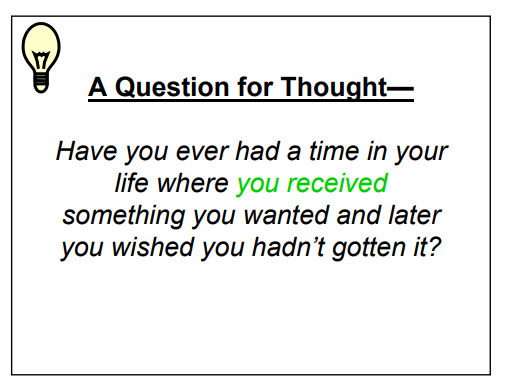 A Question for Thought—
Have you ever had a time in your
life where you received
something you wanted and later
you wished you hadn’t gotten it?